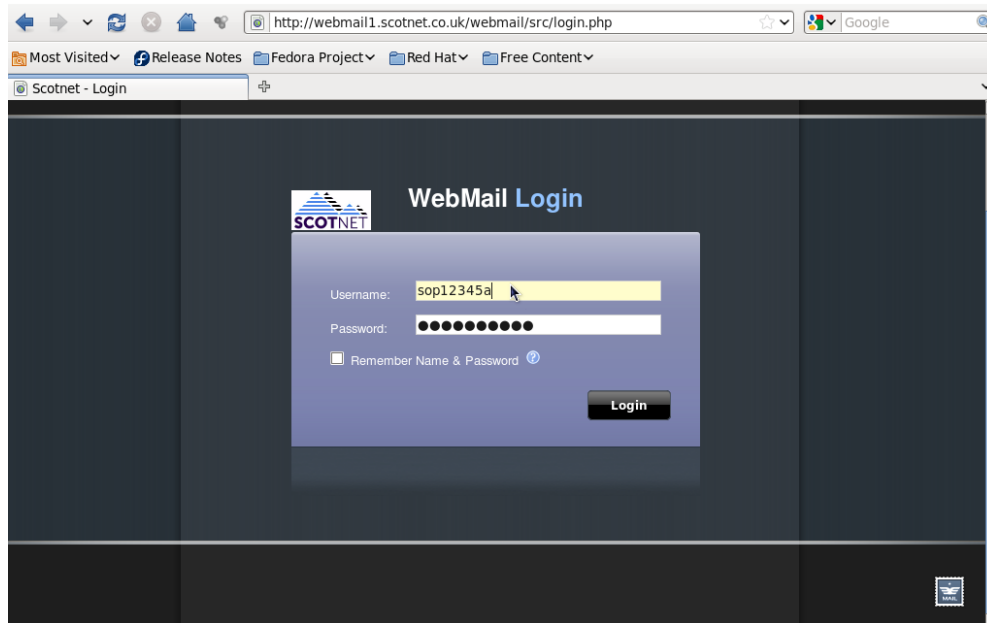 http://webmail1.scotnet.co.uk/webmail/src/login.php Google
Most Visited Release Notes Fedora Project Red Hat Free Content
Scotnet - Login
WebMail Login
SCOTNET
Username: sop12345a
Password: ●●●●●●●●●●
Remember Name & Password ?
Login
MAIL